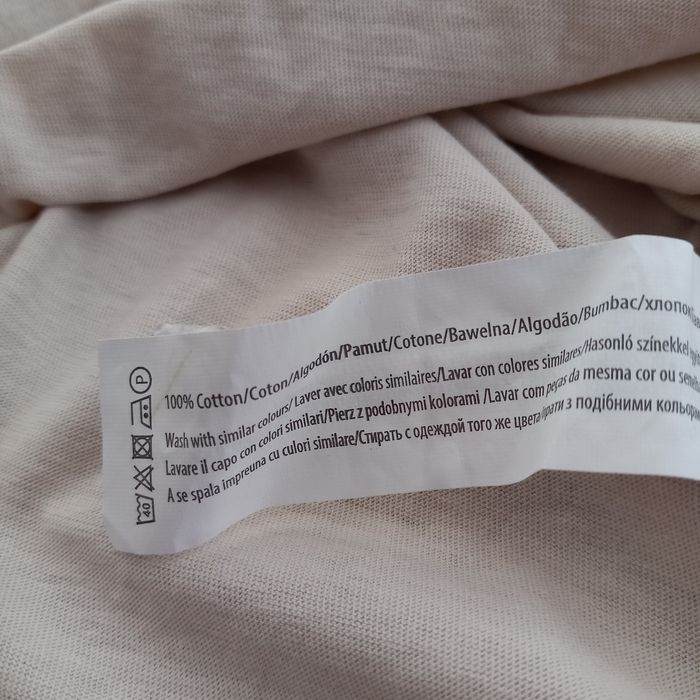 P
40
100% Cotton/Coton/Algodón/Pamut/Cotone/Bawelna/Algodão/Bumbac/хлопок
Wash with similar colours/ Laver avec coloris similaires/Lavar con colores similares/Hasonló színekkel
Lavare il capo con colori similari/Pierz z podobnymi kolorami /Lavar com peças da mesma cor ou
A se spala impreuna cu culori similare/Стирать с одеждой того же цвета/прати з подібними